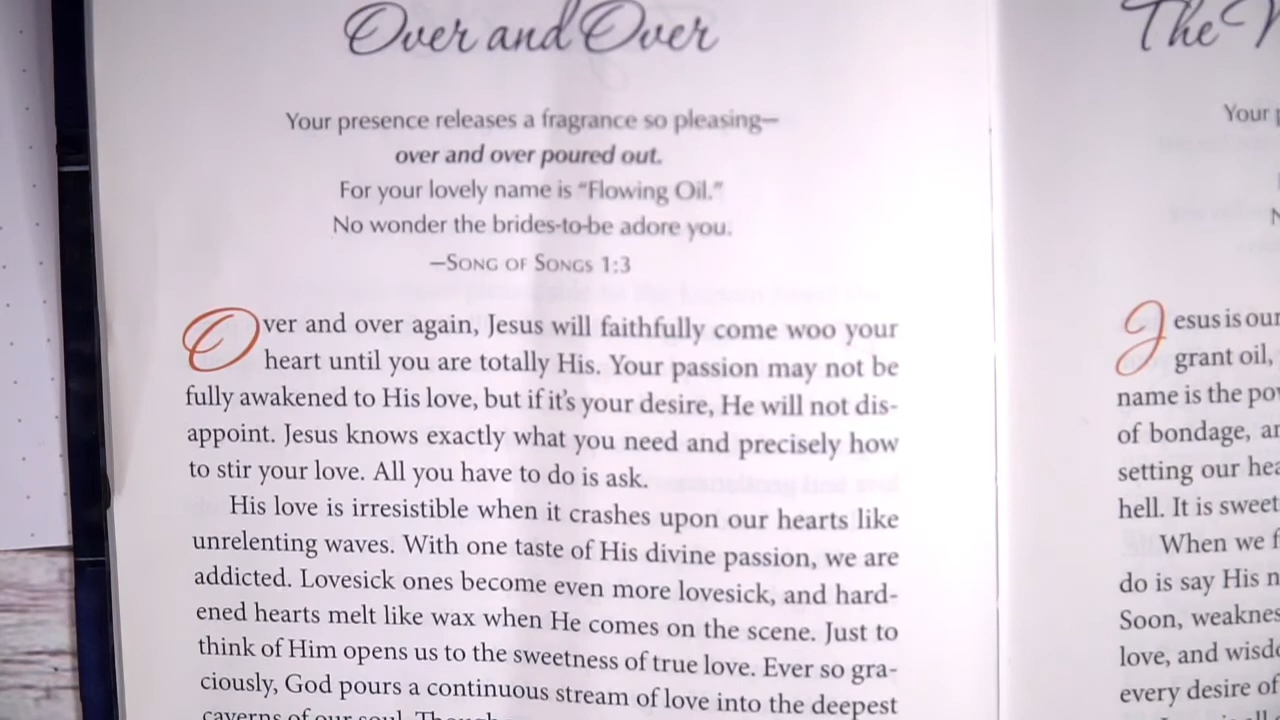 Over and Over
Your presence releases a fragrance so pleasing—
over and over poured out.
For your lovely name is “Flowing Oil.”
No wonder the brides-to-be adore you.
—Song of Songs 1:3
Over and over again, Jesus will faithfully come woo your
heart until you are totally His. Your passion may not be
fully awakened to His love, but if it’s your desire, He will not dis-
appoint. Jesus knows exactly what you need and precisely how
to stir your love. All you have to do is ask.
His love is irresistible when it crashes upon our hearts like
unrelenting waves. With one taste of His divine passion, we are
addicted. Lovesick ones become even more lovesick, and hard-
ened hearts melt like wax when He comes on the scene. Just to
think of Him opens us to the sweetness of true love. Ever so gra-
ciously, God pours a continuous stream of love into the deepest
caverns of our soul.
The
Your
Jesus is our
grant oil,
name is the
of bondage,
setting our
hell. It is sweet
When we
do is say His
Soon,
love, and
every desire of